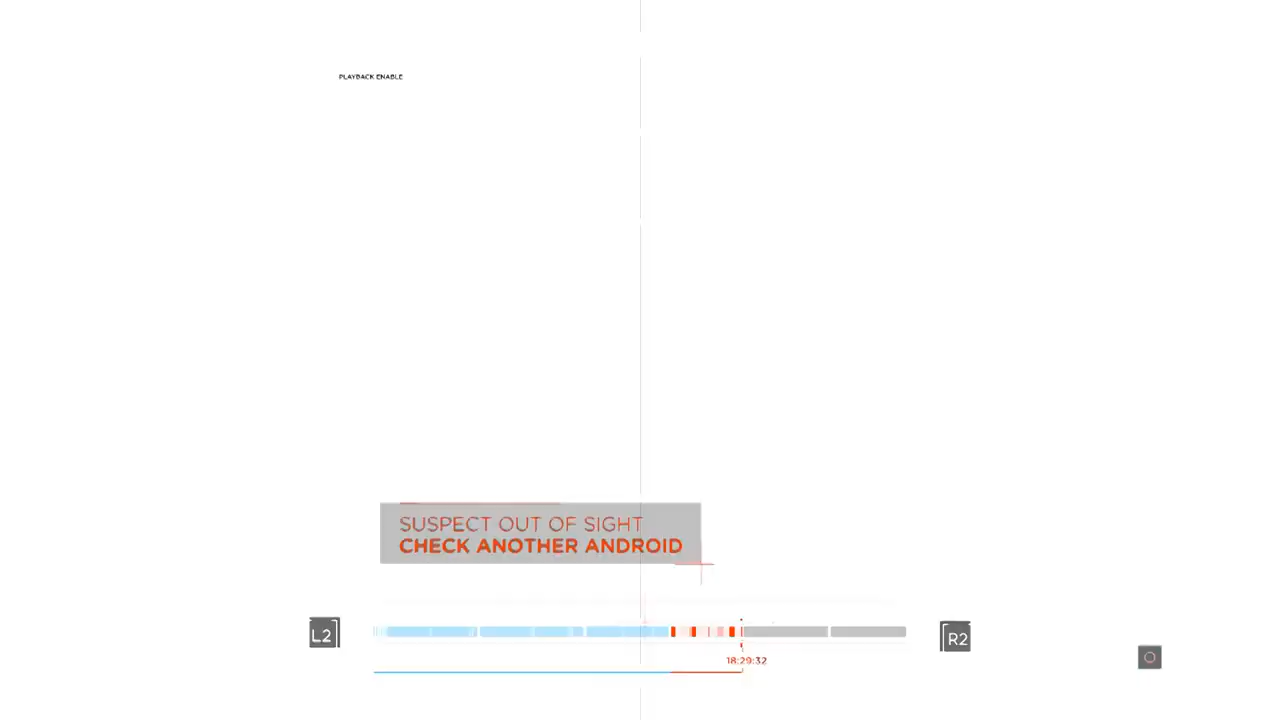 PLAYBACK ENABLE
SUSPECT OUT OF SIGHT
CHECK ANOTHER ANDROID
L2
R2
18:29:32